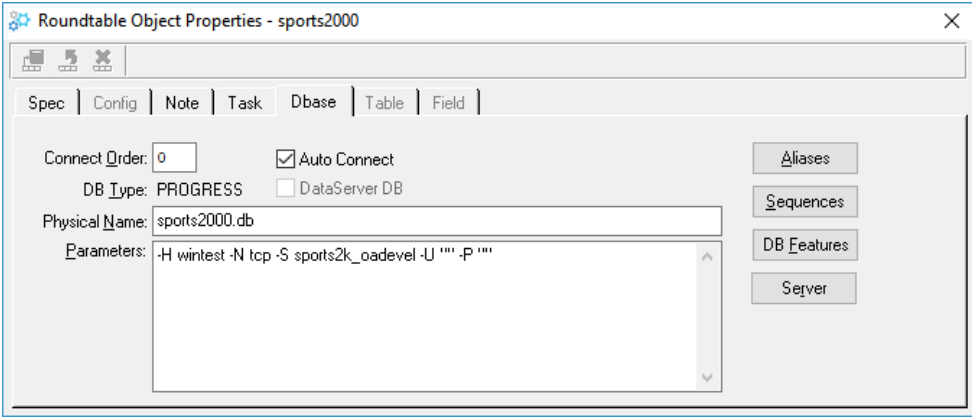 Roundtable Object Properties - sports2000
Spec Config Note Task Dbase Table Field
Connect Order: 0 Auto Connect Aliases
DB Type: PROGRESS DataServer DB
Sequences
Physical Name: sports2000.db
Parameters: -H wintest -N tcp -S sports2k_oadevel -U "" -P ""
DB Features
Server